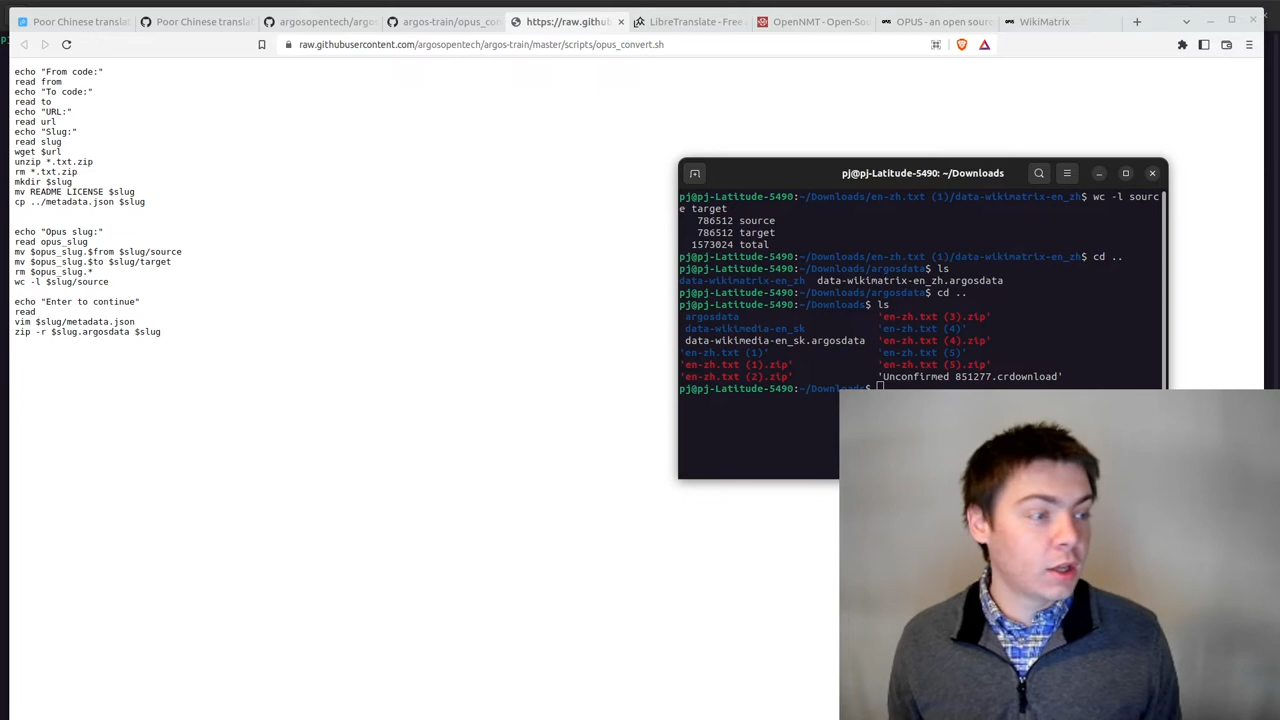 Poor Chinese translat
Poor Chinese transl
argosopentech/argos
argos-train/opus_con
https://raw.github
LibreTranslate - Free
OpenNMT - Open-Sou
OPUS - an open sourc
WikiMatrix
raw.githubusercontent.com/argosopentech/argos-train/master/scripts/opus_convert.sh
echo "From code:"
read from
echo "To code:"
read to
echo "URL:"
read url
echo "Slug:"
read slug
wget $url
unzip *.txt.zip
rm *.txt.zip
mkdir $slug
mv README LICENSE $slug
cp ../metadata.json $slug
echo "Opus slug:"
read opus_slug
mv $opus_slug.$from $slug/source
mv $opus_slug.$to $slug/target
rm $opus_slug.*
wc -l $slug/source
echo "Enter to continue"
read
vim $slug/metadata.json
zip -r $slug.argosdata $slug
pj@pj-Latitude-5490: ~/Downloads
pj@pj-Latitude-5490:~/Downloads/en-zh.txt (1)/data-wikimatrix-en_zh$ wc -l sourc
e target
786512 source
786512 target
1573024 total
pj@pj-Latitude-5490:~/Downloads/en-zh.txt (1)/data-wikimatrix-en_zh$ cd ..
pj@pj-Latitude-5490:~/Downloads/argosdata$ ls
data-wikimatrix-en_zh data-wikimatrix-en_zh.argosdata
pj@pj-Latitude-5490:~/Downloads/argosdata$ cd ..
pj@pj-Latitude-5490:~/Downloads$ ls
argosdata 'en-zh.txt (3).zip'
data-wikimedia-en_sk 'en-zh.txt (4)'
data-wikimedia-en_sk.argosdata 'en-zh.txt (4).zip'
'en-zh.txt (1)' 'en-zh.txt (5)'
'en-zh.txt (1).zip' 'en-zh.txt (5).zip'
'en-zh.txt (2).zip' 'Unconfirmed 851277.crdownload'
pj@pj-Latitude-5490:~/Downloads$